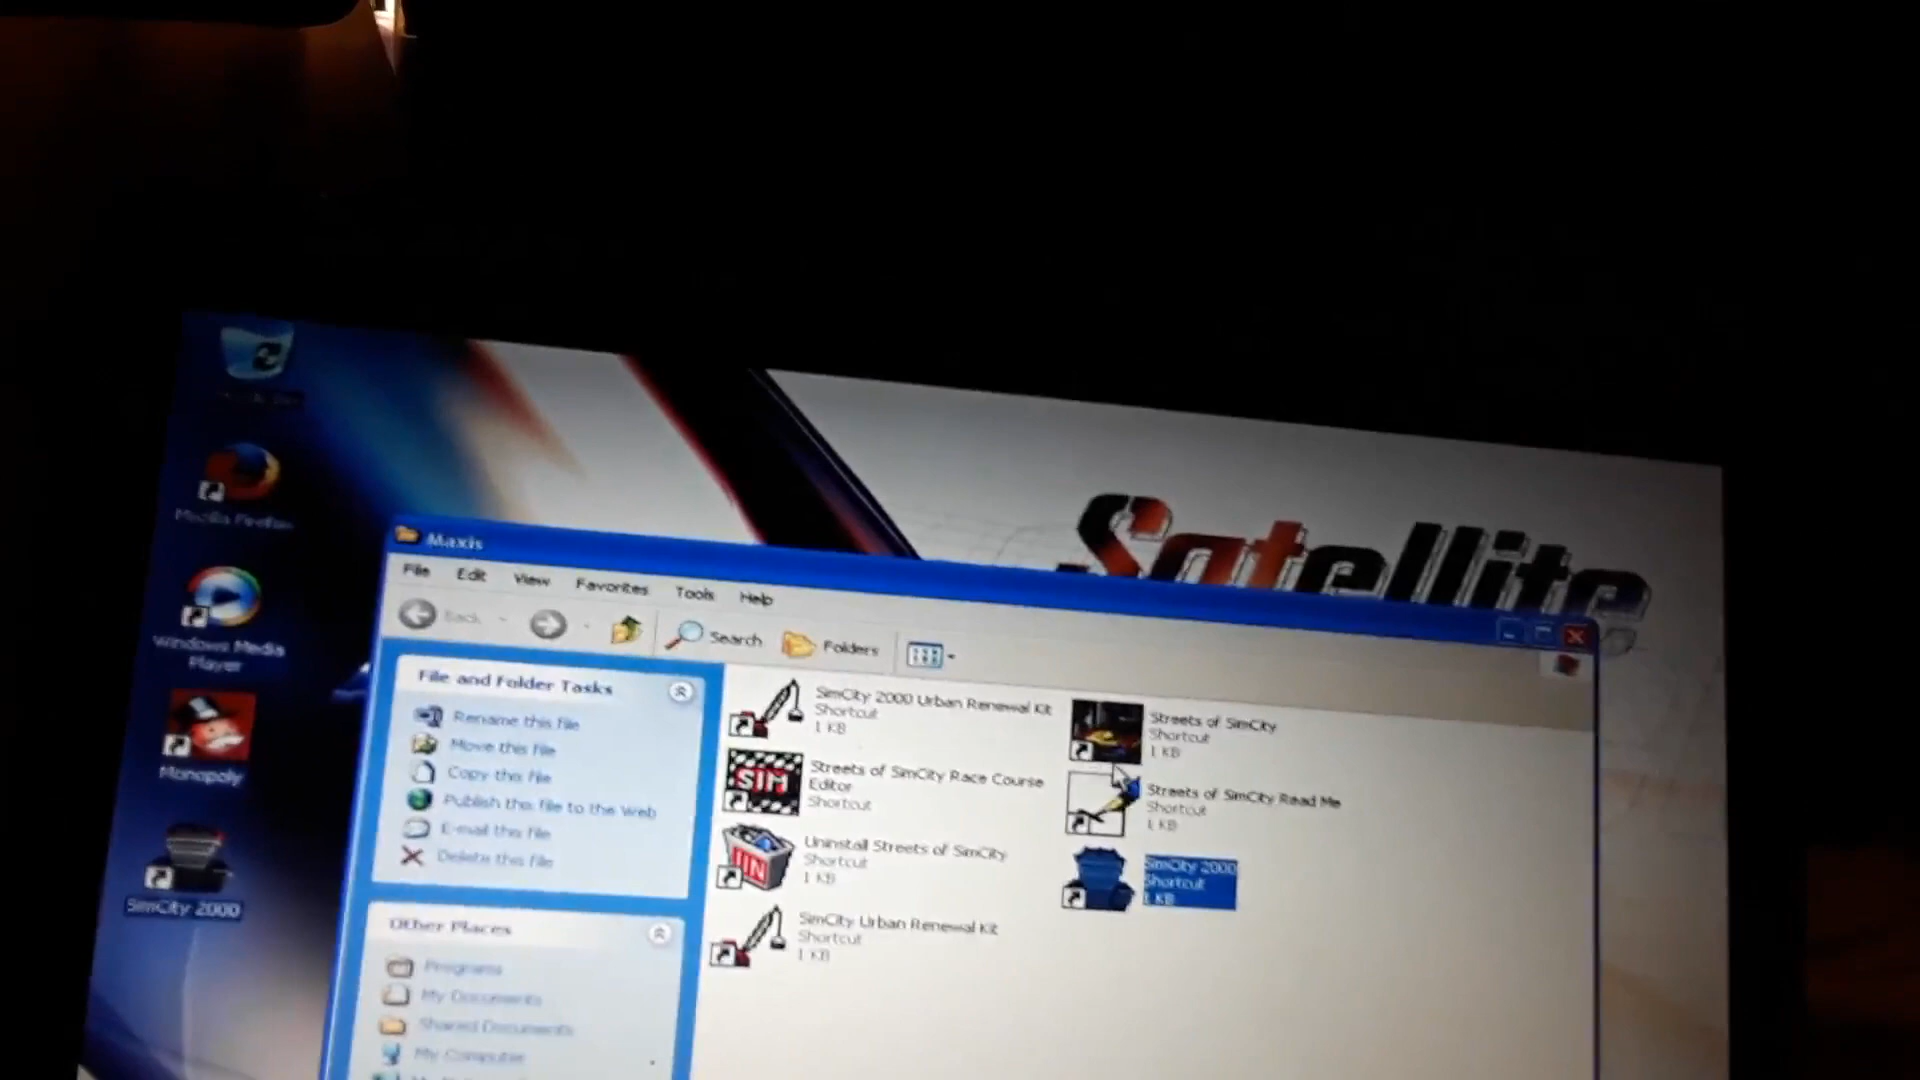 Satellite
Mozilla Firefox
Windows Media
Player
Monopoly
SimCity 2000
Maxis
File Edit View Favorites Tools Help
Back Search Folders
File and Folder Tasks
Rename this file
Move this file
Copy this file
Publish this file to the Web
E-mail this file
Delete this file
Other Places
Programs
My Documents
Shared Documents
My Computer
SimCity 2000 Urban Renewal Kit
Shortcut
1 KB
Streets of SimCity Race Course
Editor
Shortcut
SIM
Uninstall Streets of SimCity
Shortcut
1 KB
UN
SimCity Urban Renewal Kit
Shortcut
1 KB
Streets of SimCity
Shortcut
1 KB
Streets of SimCity Read Me
Shortcut
1 KB
SimCity 2000
Shortcut
1 KB